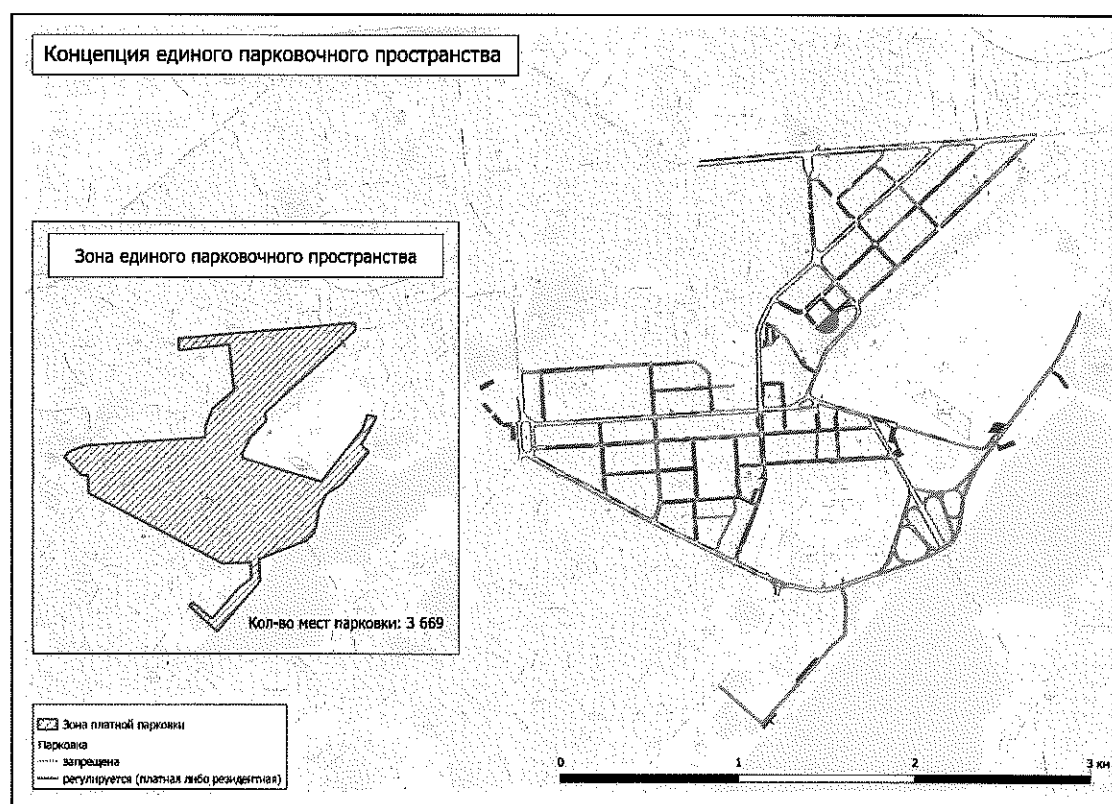 Концепция единого парковочного пространства
Зона единого парковочного пространства
Кол-во мест парковки: 3 669
Зона платной парковки
Парковка
запрещена
регулируется (платная либо резидентная)
0 1 2 3 км